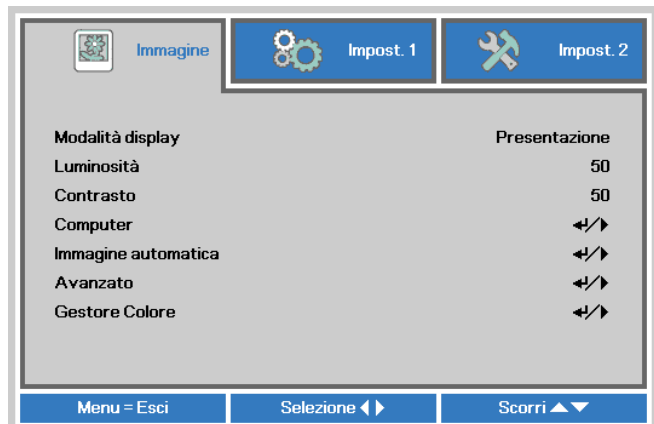 Immagine Impost. 1 Impost. 2
Modalità display Presentazione
Luminosità 50
Contrasto 50
Computer ↵/▶
Immagine automatica ↵/▶
Avanzato ↵/▶
Gestore Colore ↵/▶
Menu = Esci Selezione ◀▶ Scorri ▲▼